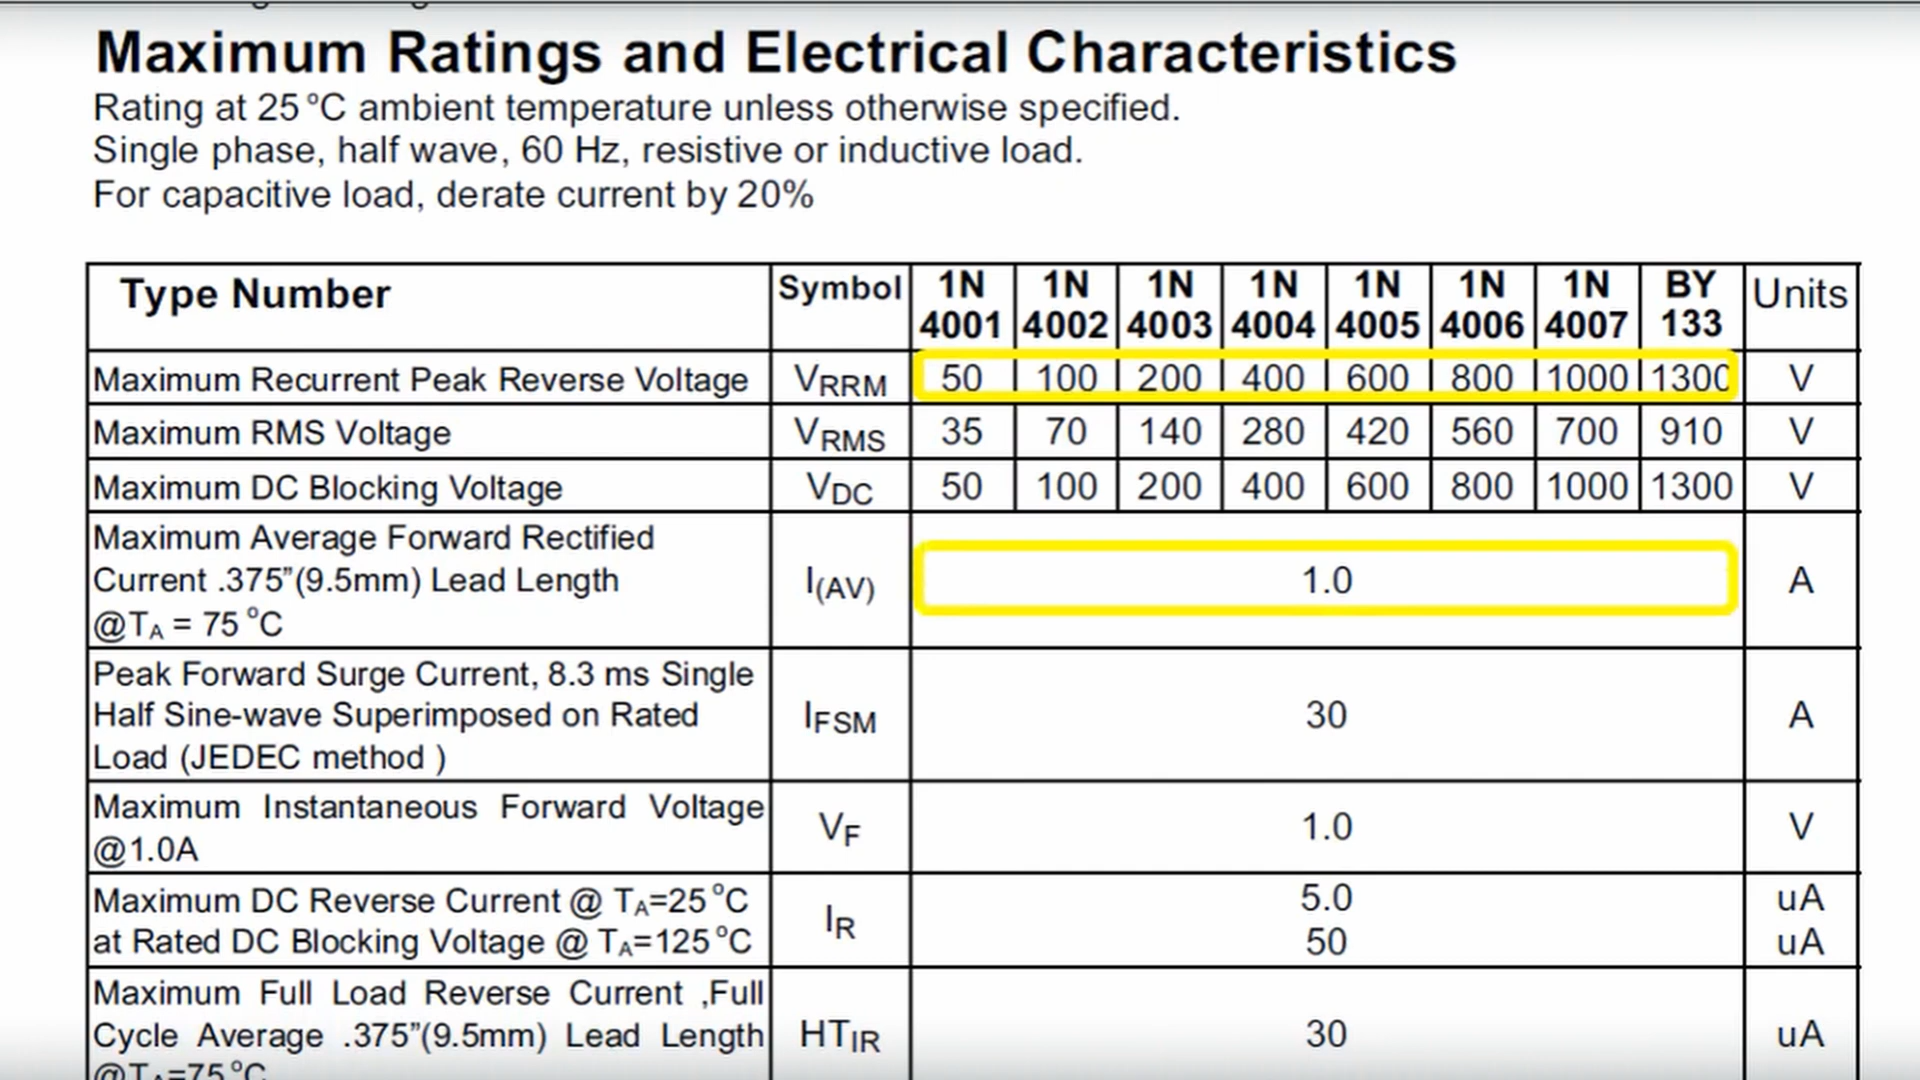 Maximum Ratings and Electrical Characteristics
Rating at 25 °C ambient temperature unless otherwise specified.
Single phase, half wave, 60 Hz, resistive or inductive load.
For capacitive load, derate current by 20%
Type Number Symbol 1N 4001 1N 4002 1N 4003 1N 4004 1N 4005 1N 4006 1N 4007 BY 133 Units
Maximum Recurrent Peak Reverse Voltage VRRM 50 100 200 400 600 800 1000 1300 V
Maximum RMS Voltage VRMS 35 70 140 280 420 560 700 910 V
Maximum DC Blocking Voltage VDC 50 100 200 400 600 800 1000 1300 V
Maximum Average Forward Rectified
Current .375”(9.5mm) Lead Length
@TA = 75 °C
I(AV) 1.0 A
Peak Forward Surge Current, 8.3 ms Single
Half Sine-wave Superimposed on Rated
Load (JEDEC method )
IFSM 30 A
Maximum Instantaneous Forward Voltage
@1.0A
VF 1.0 V
Maximum DC Reverse Current @ TA=25 °C
at Rated DC Blocking Voltage @ TA=125 °C
IR
5.0 uA
50 uA
Maximum Full Load Reverse Current ,Full
Cycle Average .375”(9.5mm) Lead Length
@TA=75 °C
HTIR 30 uA